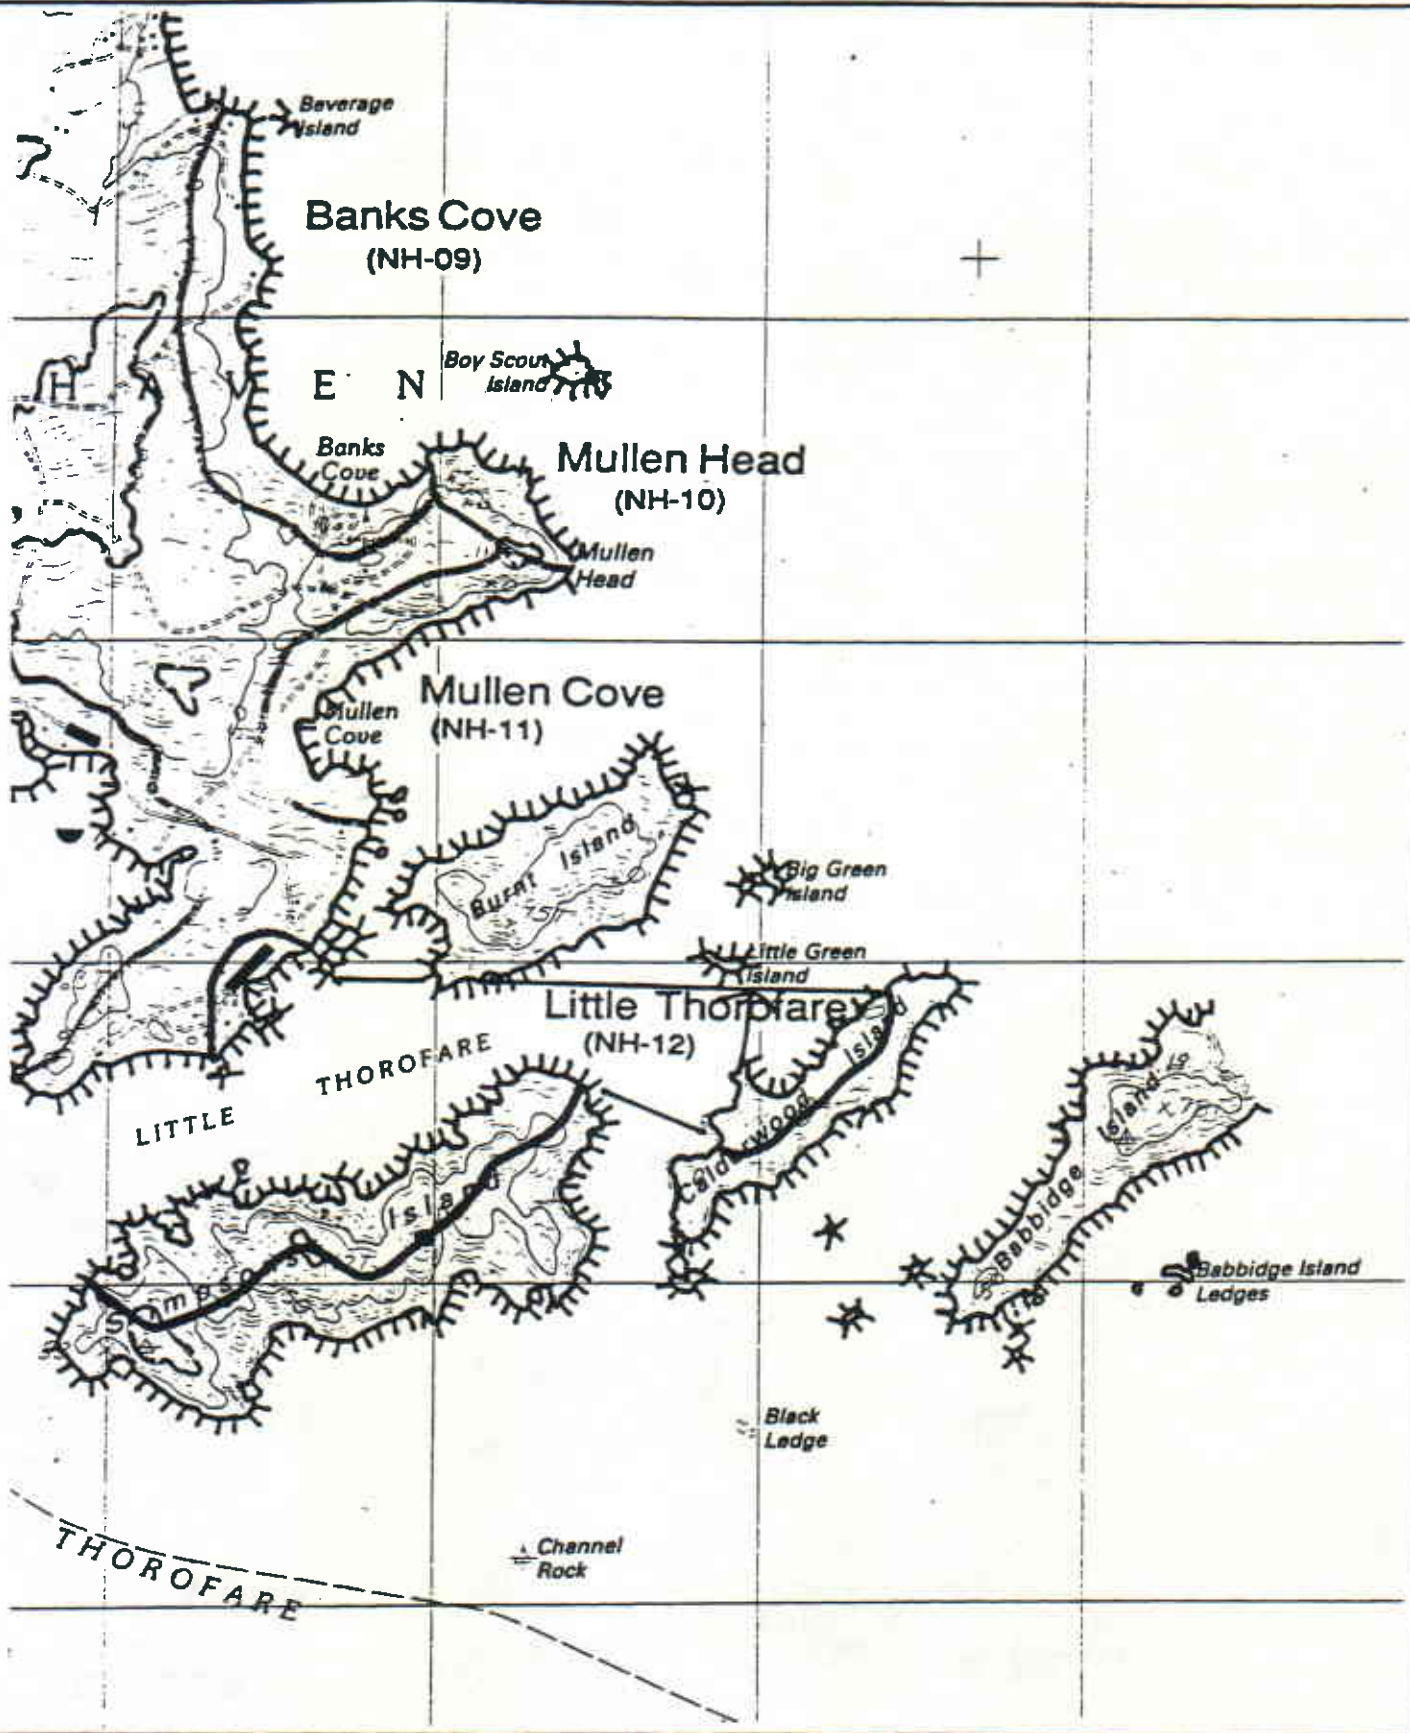 Beverage
Island
Banks Cove
(NH-09)
Boy Scout
Island
H A V E N
Banks
Cove
Mullen Head
(NH-10)
Mullen
Head
Mullen Cove
(NH-11)
Mullen
Cove
Burnt Island
Big Green
Island
Little Green
Island
Little Thorofare
(NH-12)
LITTLE THOROFARE
Calderwood Island
Babbidge Island
Simpsons Island
Babbidge Island
Ledges
Black
Ledge
Channel
Rock
THOROFARE